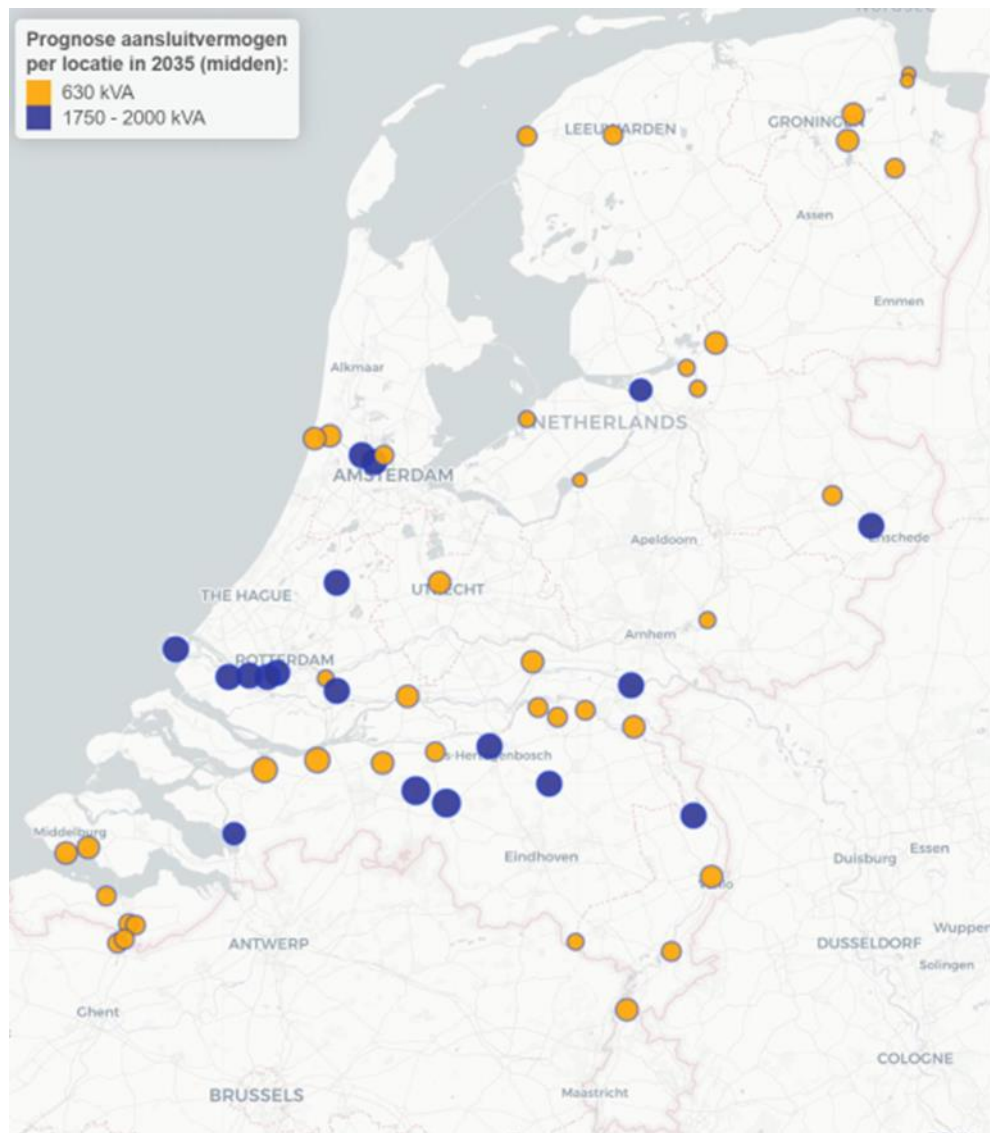 Prognose aansluitvermogen
per locatie in 2035 (midden):
630 kVA
1750 - 2000 kVA
LEEUWARDEN
GRONINGEN
Assen
Emmen
Alkmaar
NETHERLANDS
AMSTERDAM
Apeldoorn
Enschede
THE HAGUE
UTRECHT
Arnhem
ROTTERDAM
s-Hertogenbosch
Middelburg
Eindhoven
Duisburg
Essen
Venlo
Wupper
ANTWERP
DUSSELDORF
Solingen
Ghent
COLOGNE
BRUSSELS
Maastricht